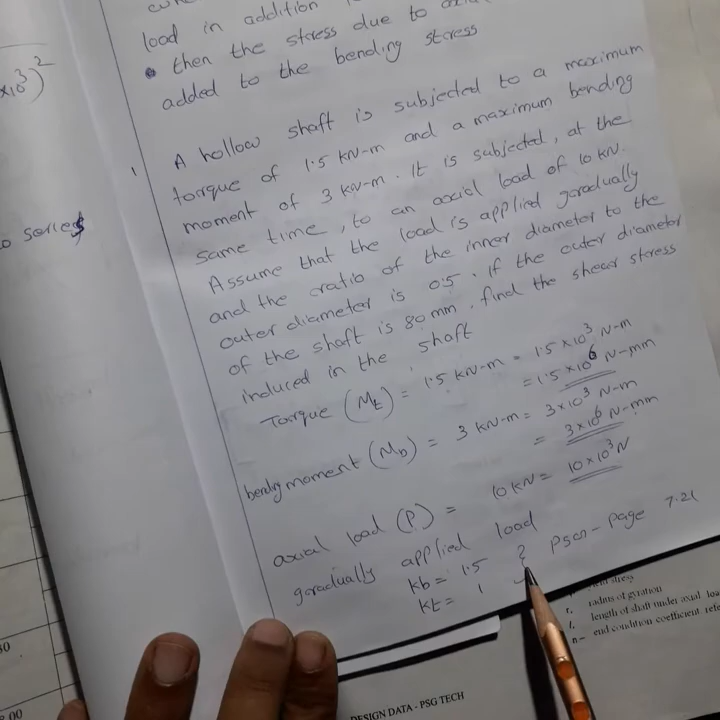 load in addition
• then the stress due to axial
added to the bending stress
×10³)²
o series
1 A hollow shaft is subjected to a maximum
torque of 1.5 kN-m and a maximum bending
moment of 3 kN-m. It is subjected, at the
same time, to an axial load of 10 kN.
Assume that the load is applied gradually
and the ratio of the inner diameter to the
outer diameter is 0.5. if the outer diameter
of the shaft is 80 mm. find the shear stress
induced in the shaft
Torque (Mt) = 1.5 kN-m = 1.5×10³ N-m
= 1.5×10⁶ N-mm
bending moment (Mb) = 3 kN-m = 3×10³ N-m
= 3×10⁶ N-mm
axial load (P) = 10 kN = 10×10³ N
gradually applied load
kb = 1.5 } PSG - Page 7.21
kt = 1
stress
r, radius of gyration
l, length of shaft under axial loa
n – end condition coefficient refe
DESIGN DATA - PSG TECH